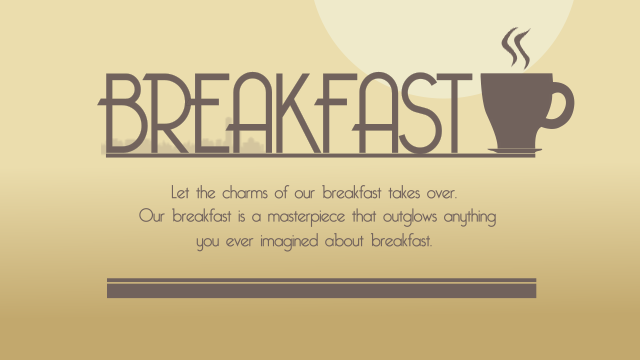 BREAKFAST
Let the charms of our breakfast takes over.
Our breakfast is a masterpiece that outglows anything
you ever imagined about breakfast.